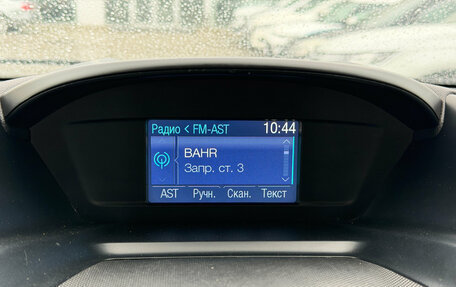 Радио < FM-AST 10:44
BAHR
Запр. ст. 3
AST Ручн. Скан. Текст